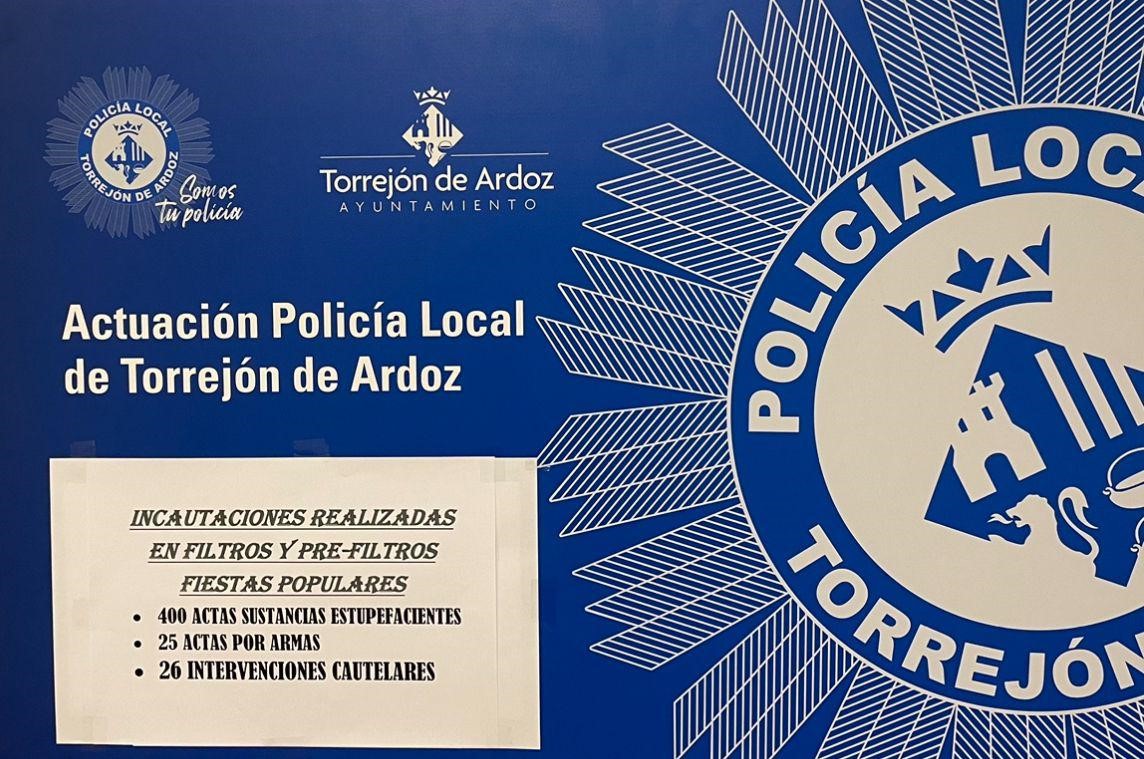 POLICÍA LOCAL
TORREJÓN DE ARDOZ
Somos
tu policía
Torrejón de Ardoz
AYUNTAMIENTO
Actuación Policía Local
de Torrejón de Ardoz
INCAUTACIONES REALIZADAS
EN FILTROS Y PRE-FILTROS
FIESTAS POPULARES
• 400 ACTAS SUSTANCIAS ESTUPEFACIENTES
• 25 ACTAS POR ARMAS
• 26 INTERVENCIONES CAUTELARES
POLICÍA LOCA
TORREJÓN